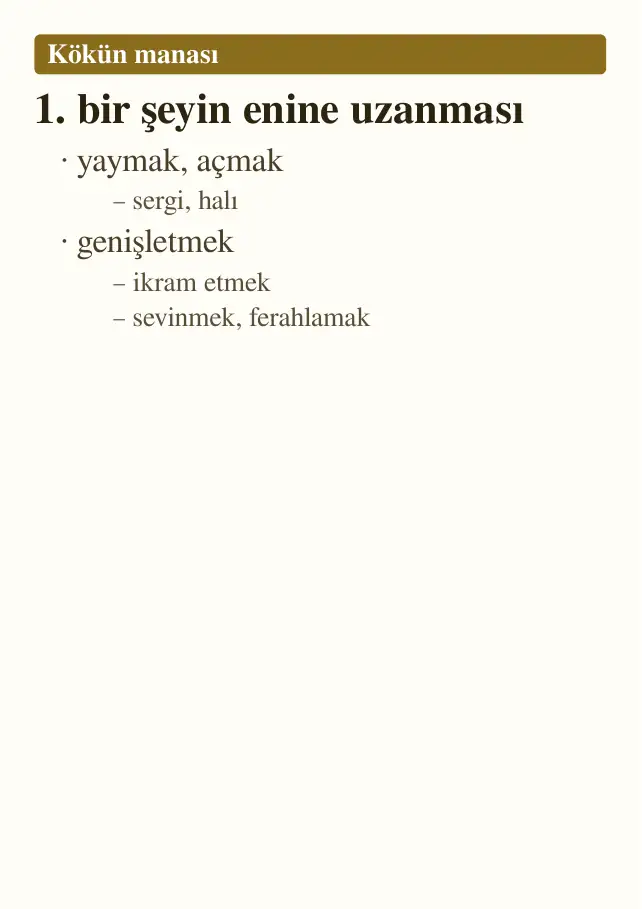 Kökün manası
1. bir şeyin enine uzanması
· yaymak, açmak
– sergi, halı
· genişletmek
– ikram etmek
– sevinmek, ferahlamak